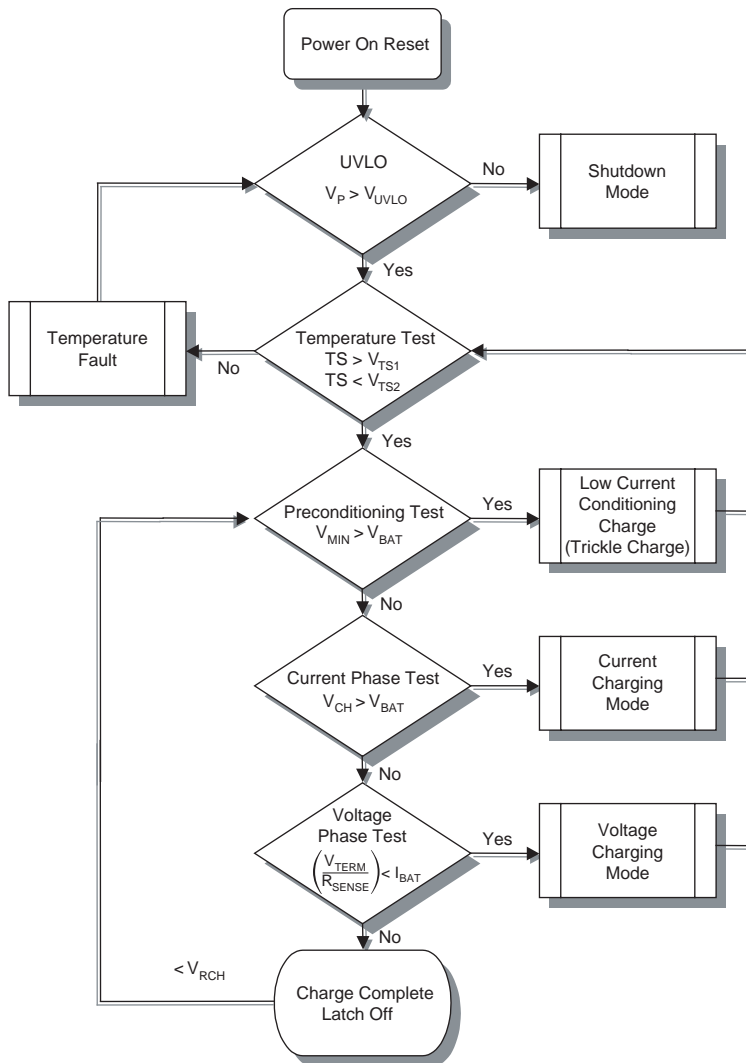 Power On Reset
UVLO
V_P > V_UVLO
No
Shutdown
Mode
Yes
Temperature
Fault
No
Temperature Test
TS > V_TS1
TS < V_TS2
Yes
Preconditioning Test
V_MIN > V_BAT
Yes
Low Current
Conditioning
Charge
(Trickle Charge)
No
Current Phase Test
V_CH > V_BAT
Yes
Current
Charging
Mode
No
Voltage
Phase Test
(V_TERM / R_SENSE) < I_BAT
Yes
Voltage
Charging
Mode
No
< V_RCH
Charge Complete
Latch Off